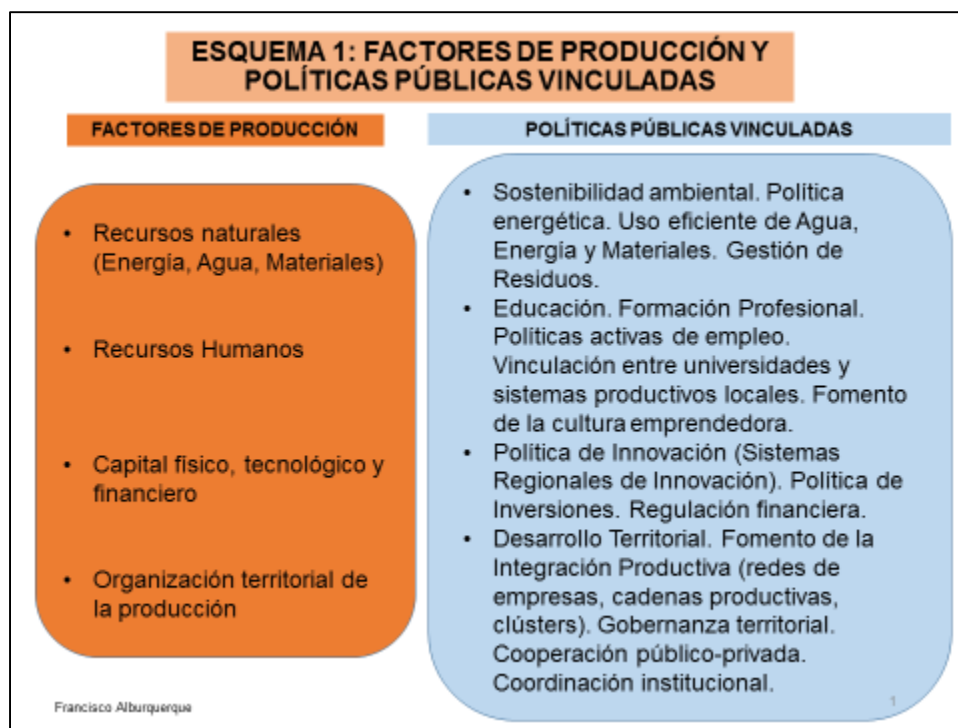 ESQUEMA 1: FACTORES DE PRODUCCIÓN Y
POLÍTICAS PÚBLICAS VINCULADAS
FACTORES DE PRODUCCIÓN
• Recursos naturales
(Energía, Agua, Materiales)
• Recursos Humanos
• Capital físico, tecnológico y
financiero
• Organización territorial de
la producción
POLÍTICAS PÚBLICAS VINCULADAS
• Sostenibilidad ambiental. Política
energética. Uso eficiente de Agua,
Energía y Materiales. Gestión de
Residuos.
• Educación. Formación Profesional.
Políticas activas de empleo.
Vinculación entre universidades y
sistemas productivos locales. Fomento
de la cultura emprendedora.
• Política de Innovación (Sistemas
Regionales de Innovación). Política de
Inversiones. Regulación financiera.
• Desarrollo Territorial. Fomento de la
Integración Productiva (redes de
empresas, cadenas productivas,
clústers). Gobernanza territorial.
Cooperación público-privada.
Coordinación institucional.
Francisco Alburquerque
1